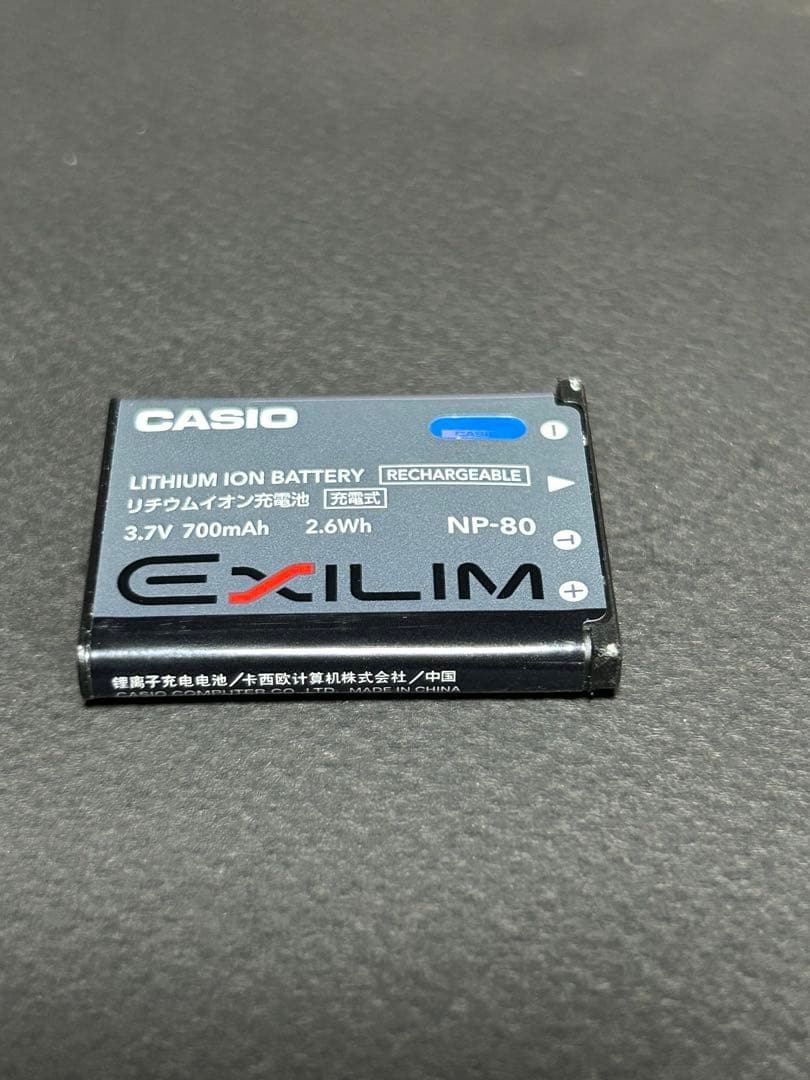 CASIO
CASIO
LITHIUM ION BATTERY RECHARGEABLE
リチウムイオン充電池 充電式
3.7V 700mAh 2.6Wh NP-80
T
EXILIM
锂离子充电电池/卡西欧计算机株式会社/中国
CASIO COMPUTER CO., LTD. MADE IN CHINA